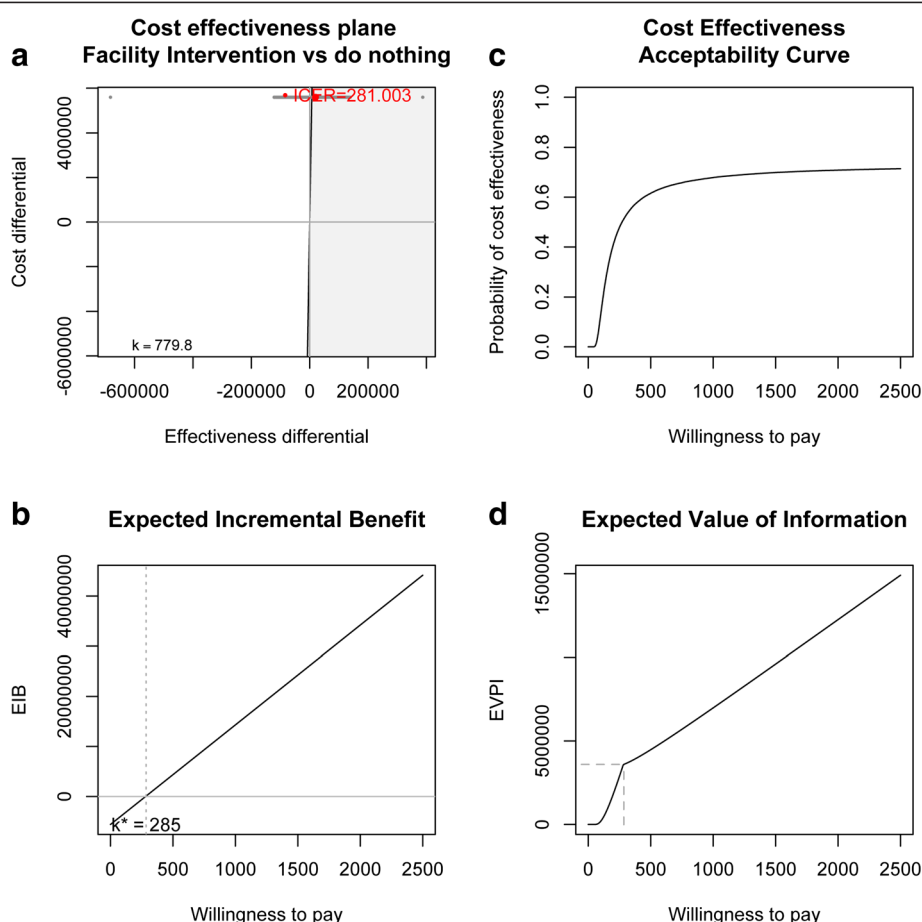 a
Cost effectiveness plane
Facility Intervention vs do nothing
ICER=281.003
Cost differential
4000000
0
-6000000
k = 779.8
-600000 -200000 0 200000
Effectiveness differential
c
Cost Effectiveness
Acceptability Curve
Probability of cost effectiveness
1.0
0.8
0.6
0.4
0.2
0.0
0 500 1000 1500 2000 2500
Willingness to pay
b
Expected Incremental Benefit
EIB
40000000
20000000
0
k* = 285
0 500 1000 1500 2000 2500
Willingness to pay
d
Expected Value of Information
EVPI
15000000
5000000
0
0 500 1000 1500 2000 2500
Willingness to pay